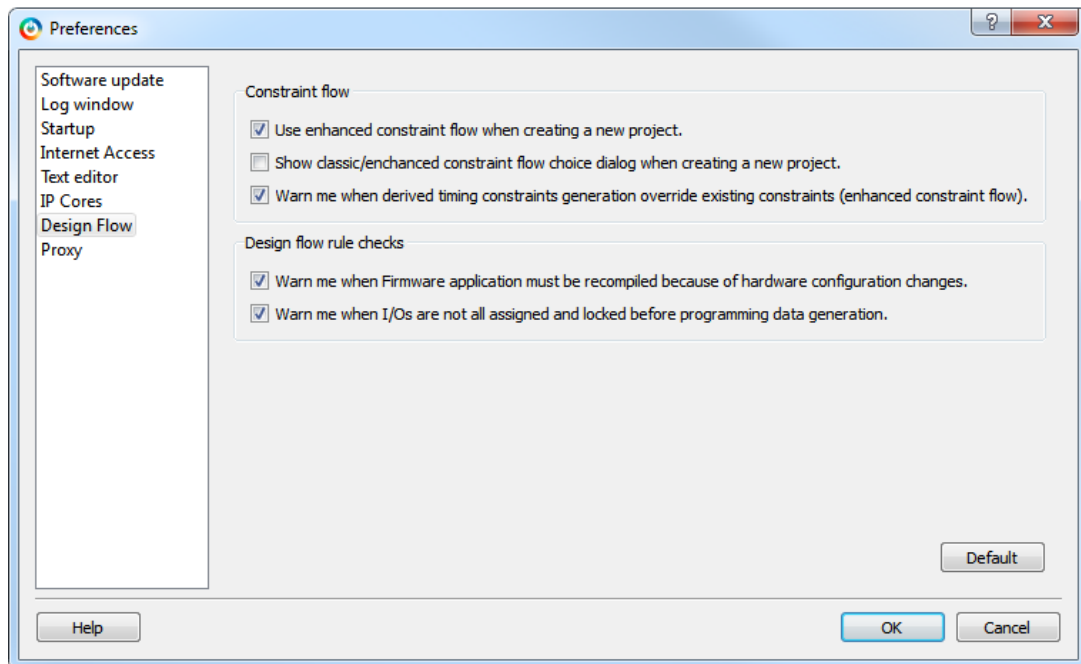 Preferences
Software update
Log window
Startup
Internet Access
Text editor
IP Cores
Design Flow
Proxy
Constraint flow
Use enhanced constraint flow when creating a new project.
Show classic/enchanced constraint flow choice dialog when creating a new project.
Warn me when derived timing constraints generation override existing constraints (enhanced constraint flow).
Design flow rule checks
Warn me when Firmware application must be recompiled because of hardware configuration changes.
Warn me when I/Os are not all assigned and locked before programming data generation.
Default
Help
OK
Cancel